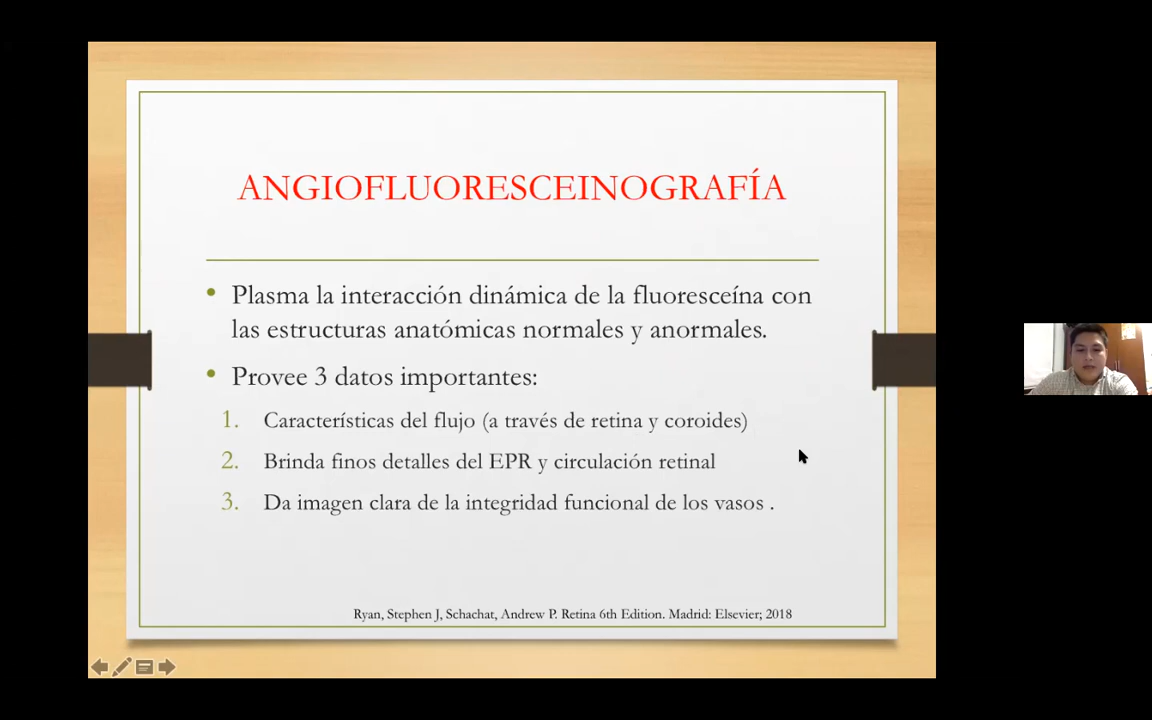 ANGIOFLUORESCEINOGRAFÍA
• Plasma la interacción dinámica de la fluoresceína con
las estructuras anatómicas normales y anormales.
• Provee 3 datos importantes:
1. Características del flujo (a través de retina y coroides)
2. Brinda finos detalles del EPR y circulación retinal
3. Da imagen clara de la integridad funcional de los vasos .
Ryan, Stephen J, Schachat, Andrew P. Retina 6th Edition. Madrid: Elsevier; 2018